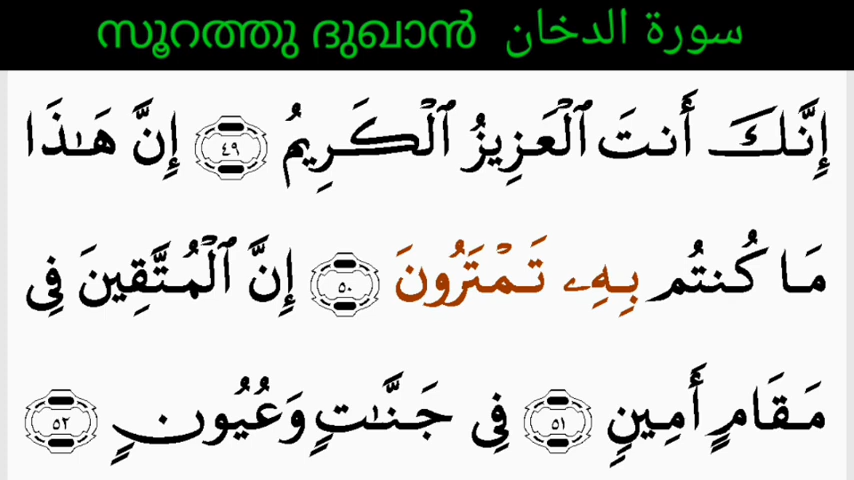 സൂറത്തു ദുഖാൻ سورة الدخان
إِنَّكَ أَنتَ ٱلْعَزِيزُ ٱلْكَرِيمُ ٤٩ إِنَّ هَـٰذَا
مَا كُنتُم بِهِۦ تَمْتَرُونَ ٥٠ إِنَّ ٱلْمُتَّقِينَ فِى
مَقَامٍ أَمِينٍ ٥١ فِى جَنَّـٰتٍ وَعُيُونٍ ٥٢